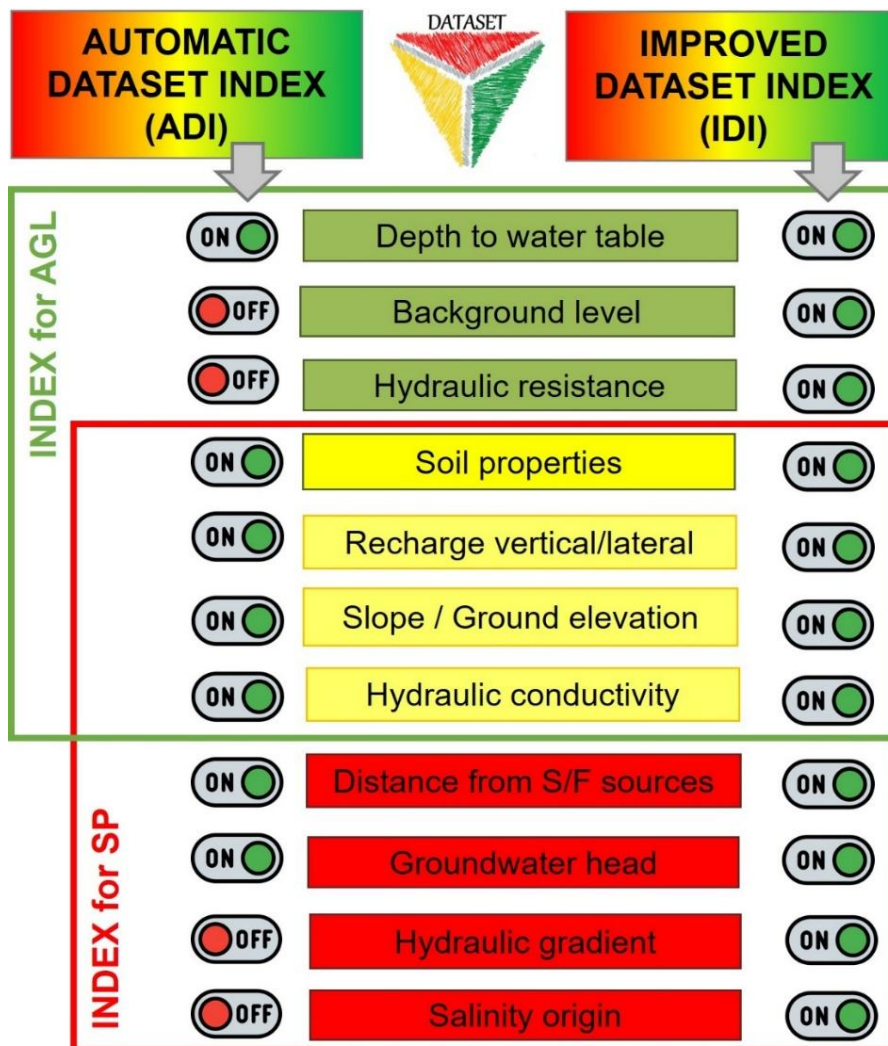 AUTOMATIC
DATASET INDEX
(ADI)
DATASET
IMPROVED
DATASET INDEX
(IDI)
INDEX for AGL
ON Depth to water table ON
OFF Background level ON
OFF Hydraulic resistance ON
ON Soil properties ON
ON Recharge vertical/lateral ON
ON Slope / Ground elevation ON
ON Hydraulic conductivity ON
INDEX for SP
ON Distance from S/F sources ON
ON Groundwater head ON
OFF Hydraulic gradient ON
OFF Salinity origin ON